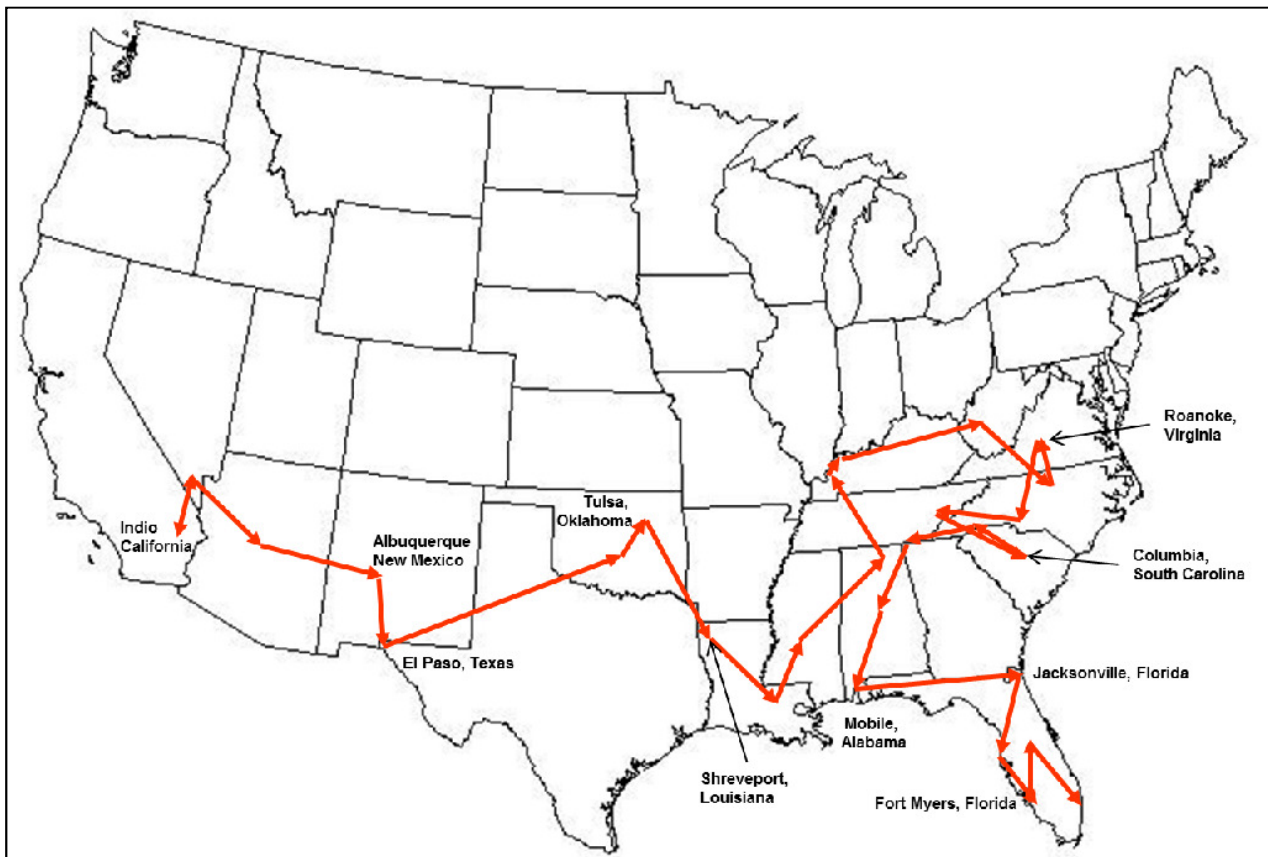 Roanoke,
Virginia
Tulsa,
Oklahoma
Indio
California
Albuquerque
New Mexico
Columbia,
South Carolina
El Paso, Texas
Jacksonville, Florida
Mobile,
Alabama
Shreveport,
Louisiana
Fort Myers, Florida